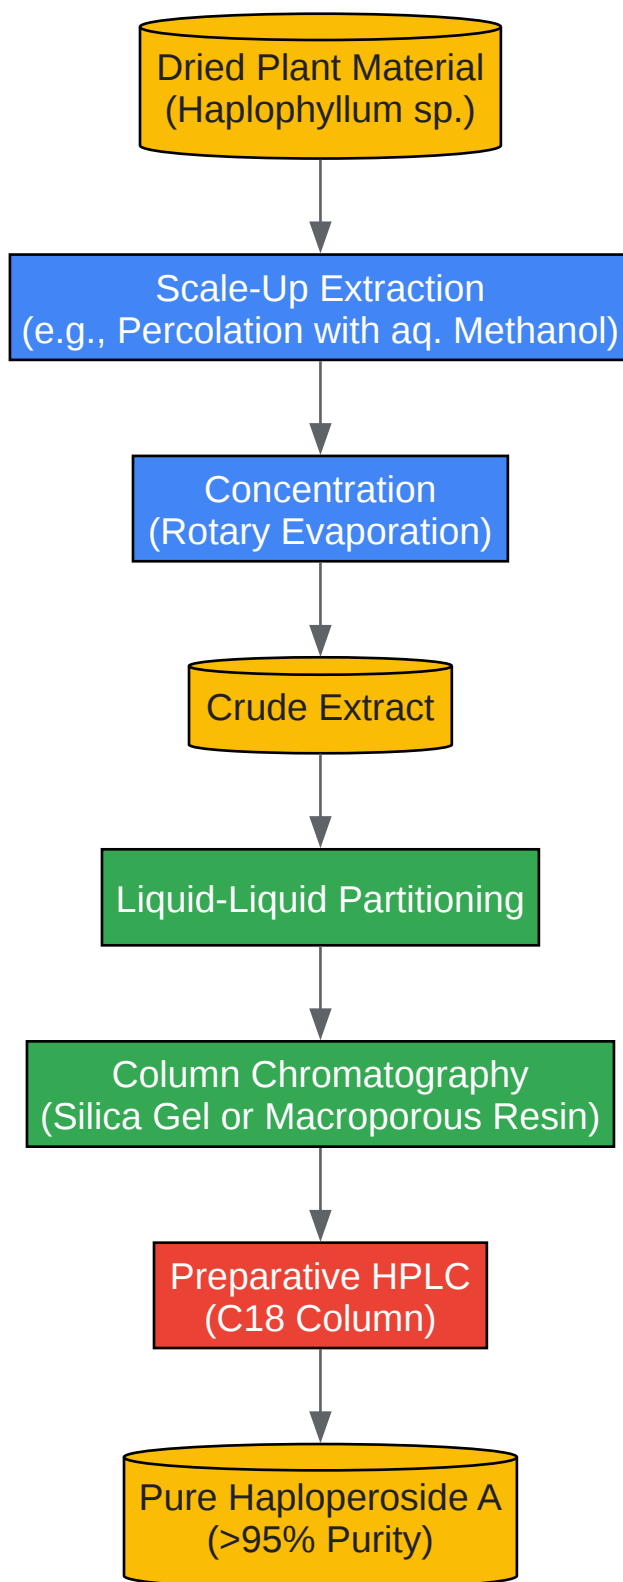 Dried Plant Material
(Haplophyllum sp.)
Scale-Up Extraction
(e.g., Percolation with aq. Methanol)
Concentration
(Rotary Evaporation)
Crude Extract
Liquid-Liquid Partitioning
Column Chromatography
(Silica Gel or Macroporous Resin)
Preparative HPLC
(C18 Column)
Pure Haploperoside A
(>95% Purity)